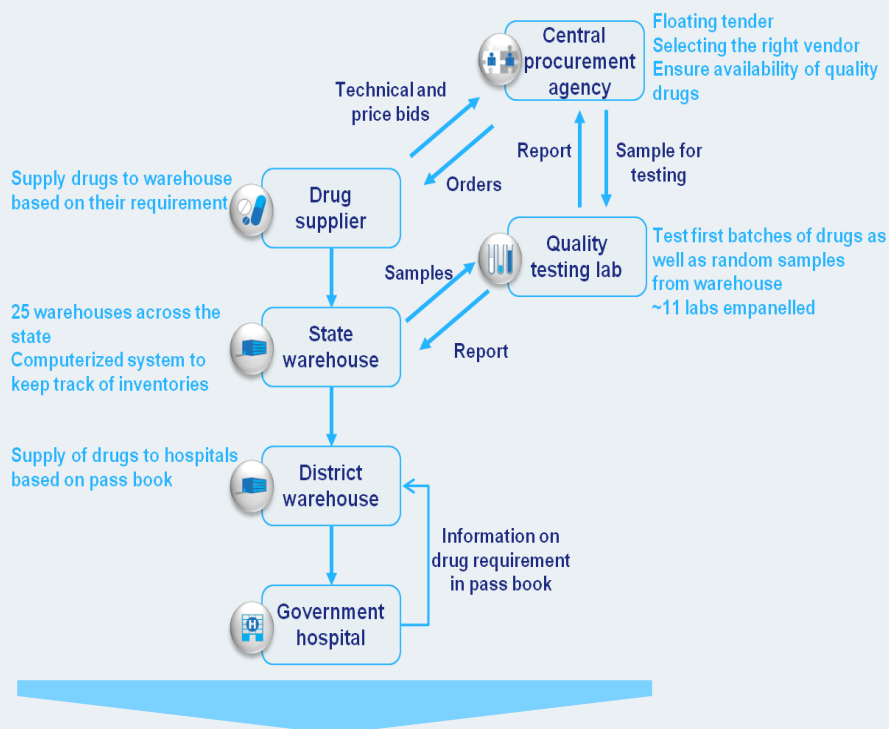 Central
procurement
agency
Floating tender
Selecting the right vendor
Ensure availability of quality
drugs
Technical and
price bids
Orders
Report
Sample for
testing
Supply drugs to warehouse
based on their requirement
Drug
supplier
Quality
testing lab
Test first batches of drugs as
well as random samples
from warehouse
~11 labs empanelled
Samples
Report
25 warehouses across the
state
Computerized system to
keep track of inventories
State
warehouse
Supply of drugs to hospitals
based on pass book
District
warehouse
Information on
drug requirement
in pass book
Government
hospital
H